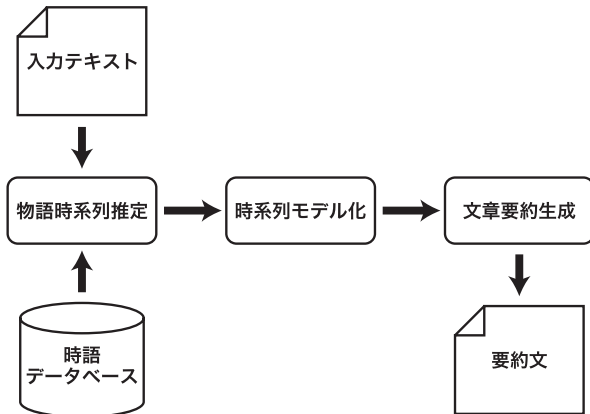 入力テキスト
物語時系列推定
時系列モデル化
文章要約生成
時語
データベース
要約文